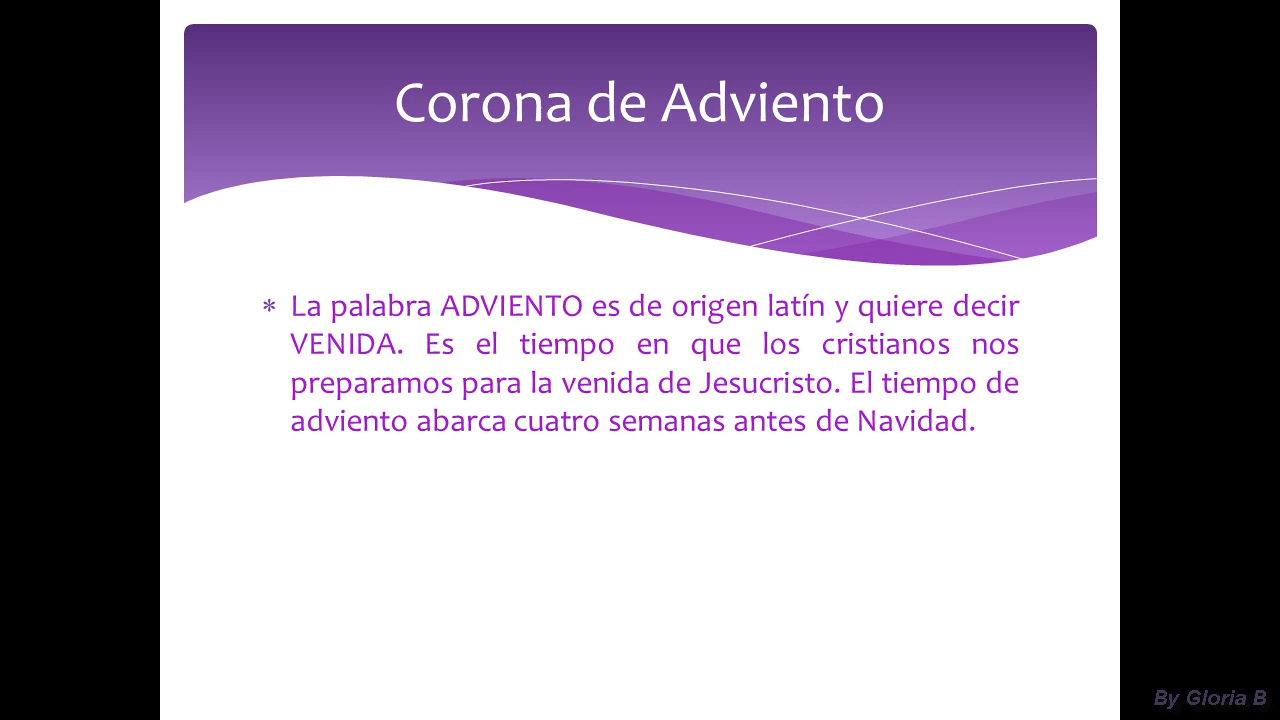 Corona de Adviento
* La palabra ADVIENTO es de origen latín y quiere decir
VENIDA. Es el tiempo en que los cristianos nos
preparamos para la venida de Jesucristo. El tiempo de
adviento abarca cuatro semanas antes de Navidad.
By Gloria B